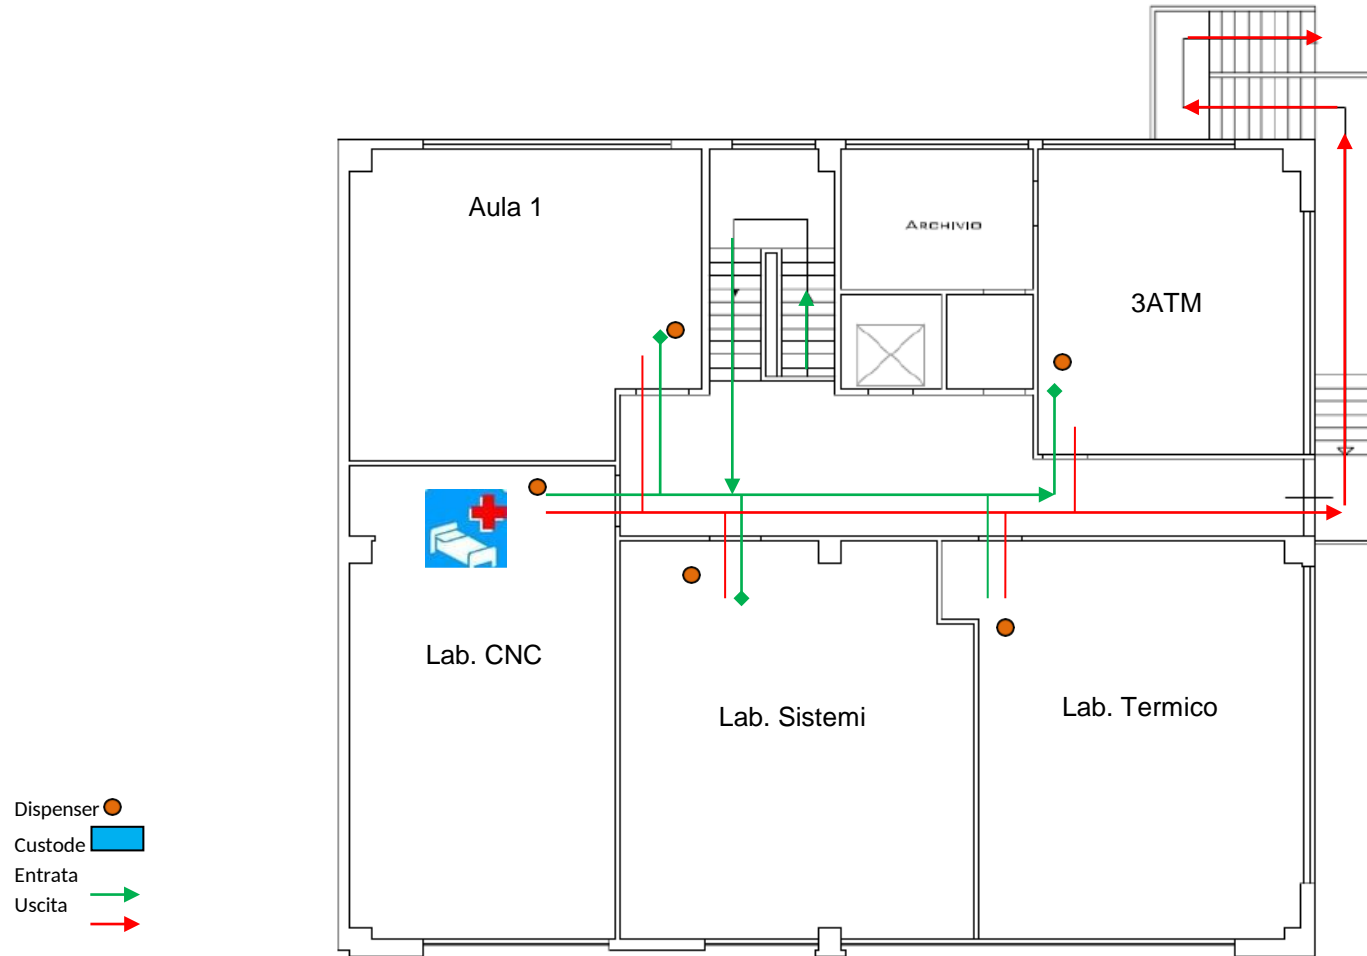 Aula 1
ARCHIVIO
3ATM
Lab. CNC
Lab. Sistemi
Lab. Termico
Dispenser
Custode
Entrata
Uscita